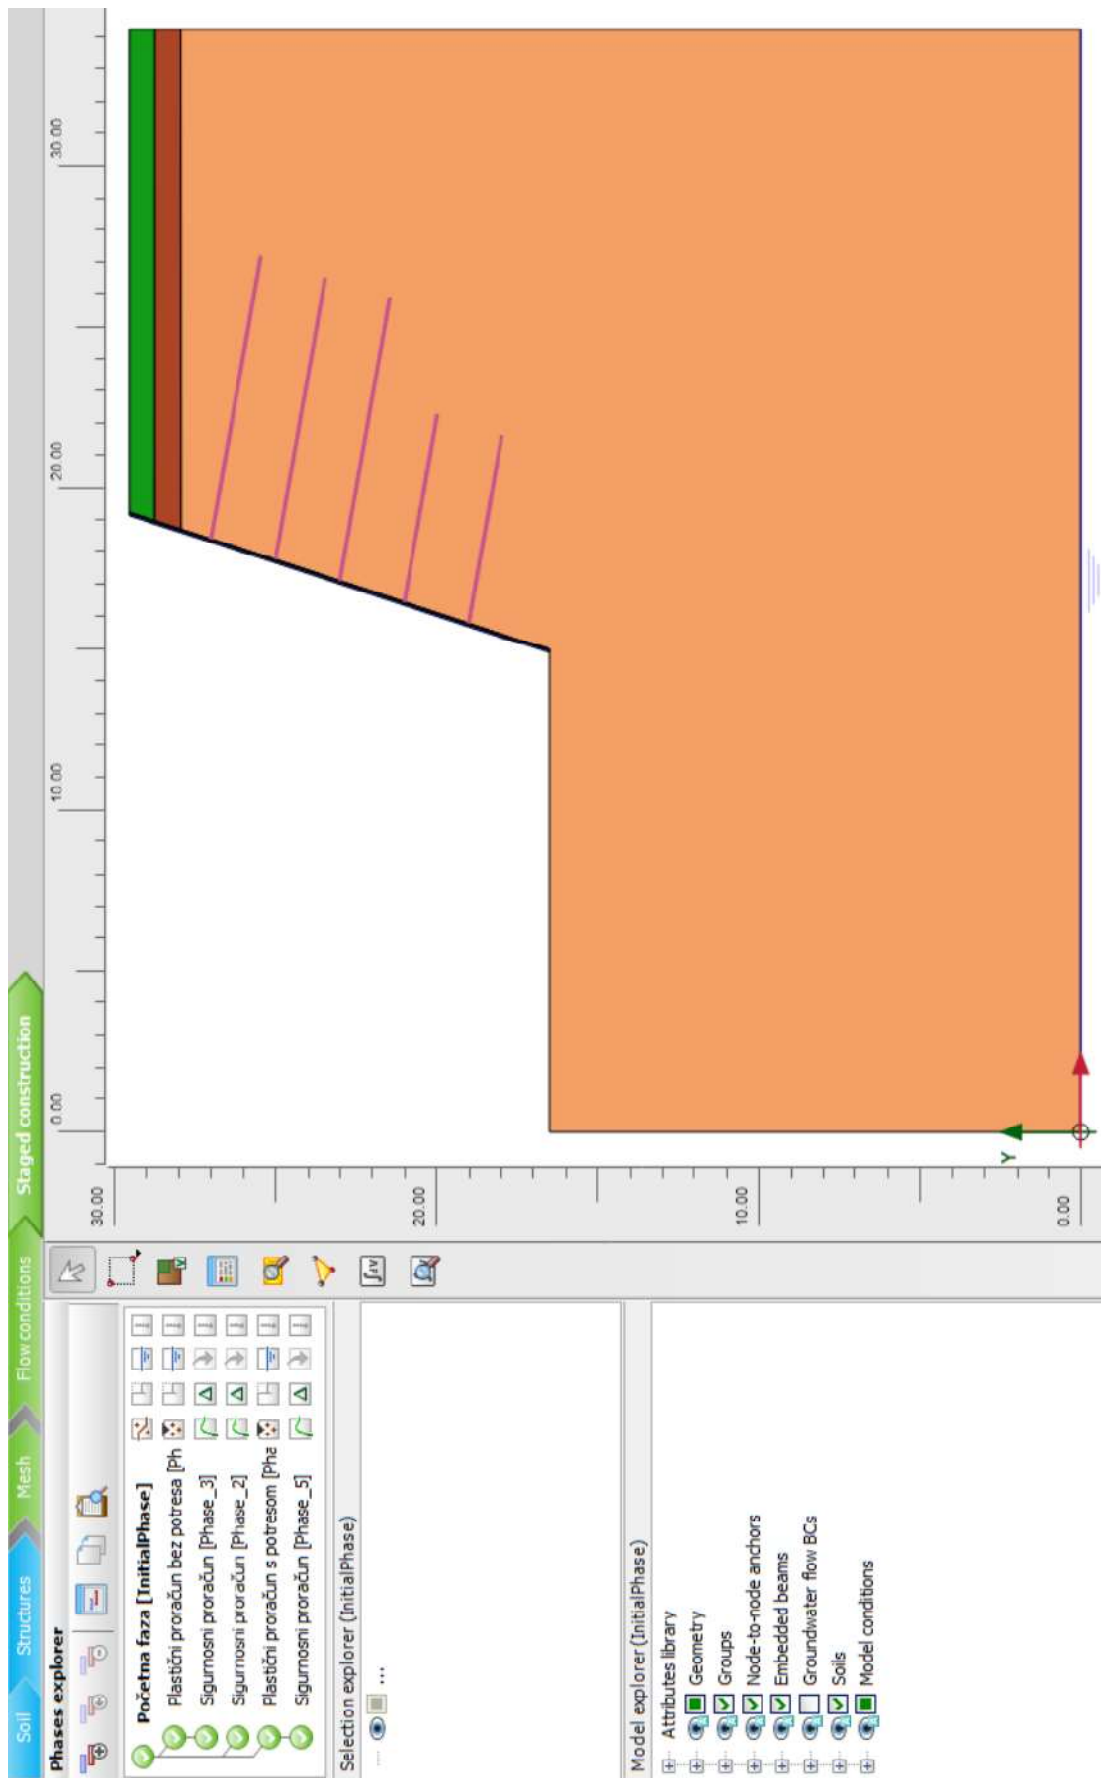 Soil Structures Mesh Flow conditions Staged construction
Phases explorer
Početna faza [InitialPhase]
Plastični proračun bez potresa [Ph
Sigurnosni proračun [Phase_3]
Sigurnosni proračun [Phase_2]
Plastični proračun s potresom [Pha
Sigurnosni proračun [Phase_5]
Selection explorer (InitialPhase)
...
Model explorer (InitialPhase)
Attributes library
Geometry
Groups
Node-to-node anchors
Embedded beams
Groundwater flow BCs
Soils
Model conditions
0.00 10.00 20.00 30.00
30.00
20.00
10.00
0.00
Y